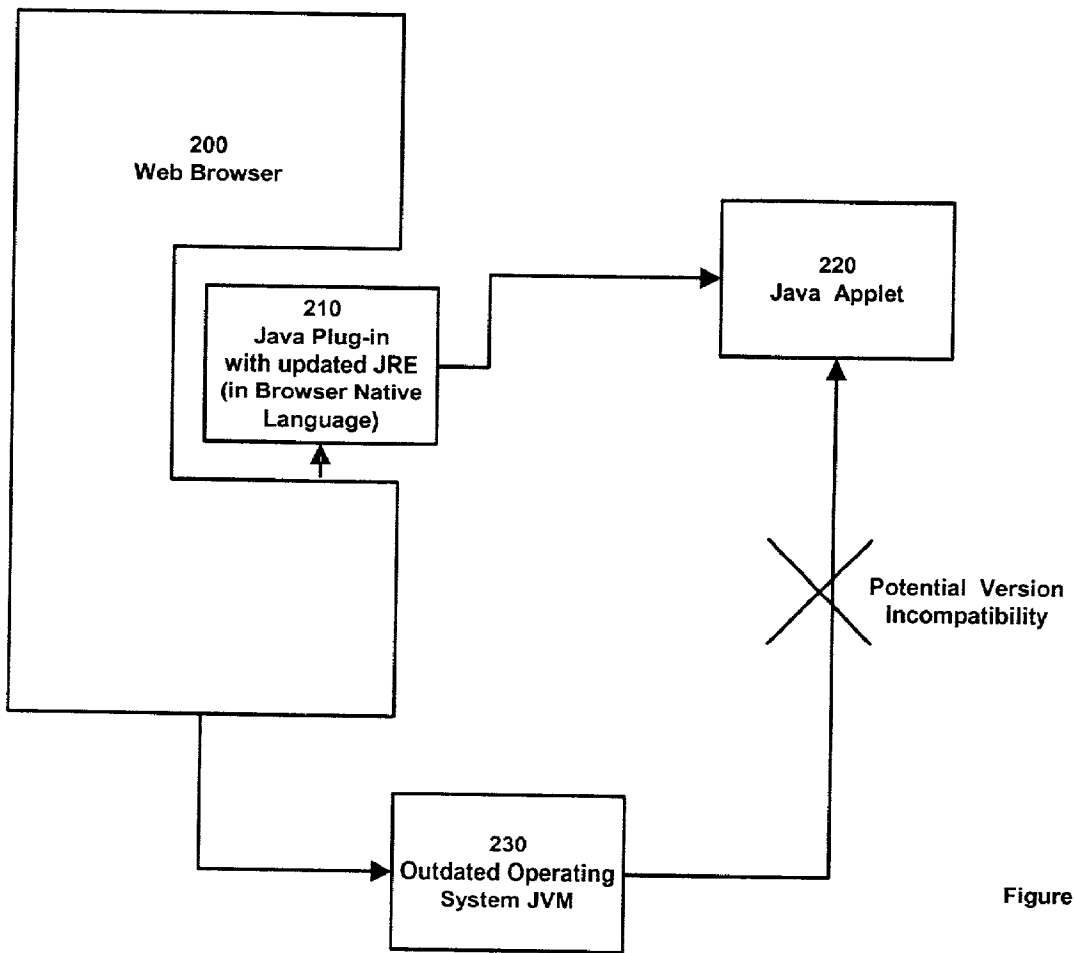 200
Web Browser
210
Java Plug-in
with updated JRE
(in Browser Native
Language)
220
Java Applet
Potential Version
Incompatibility
230
Outdated Operating
System JVM
Figure